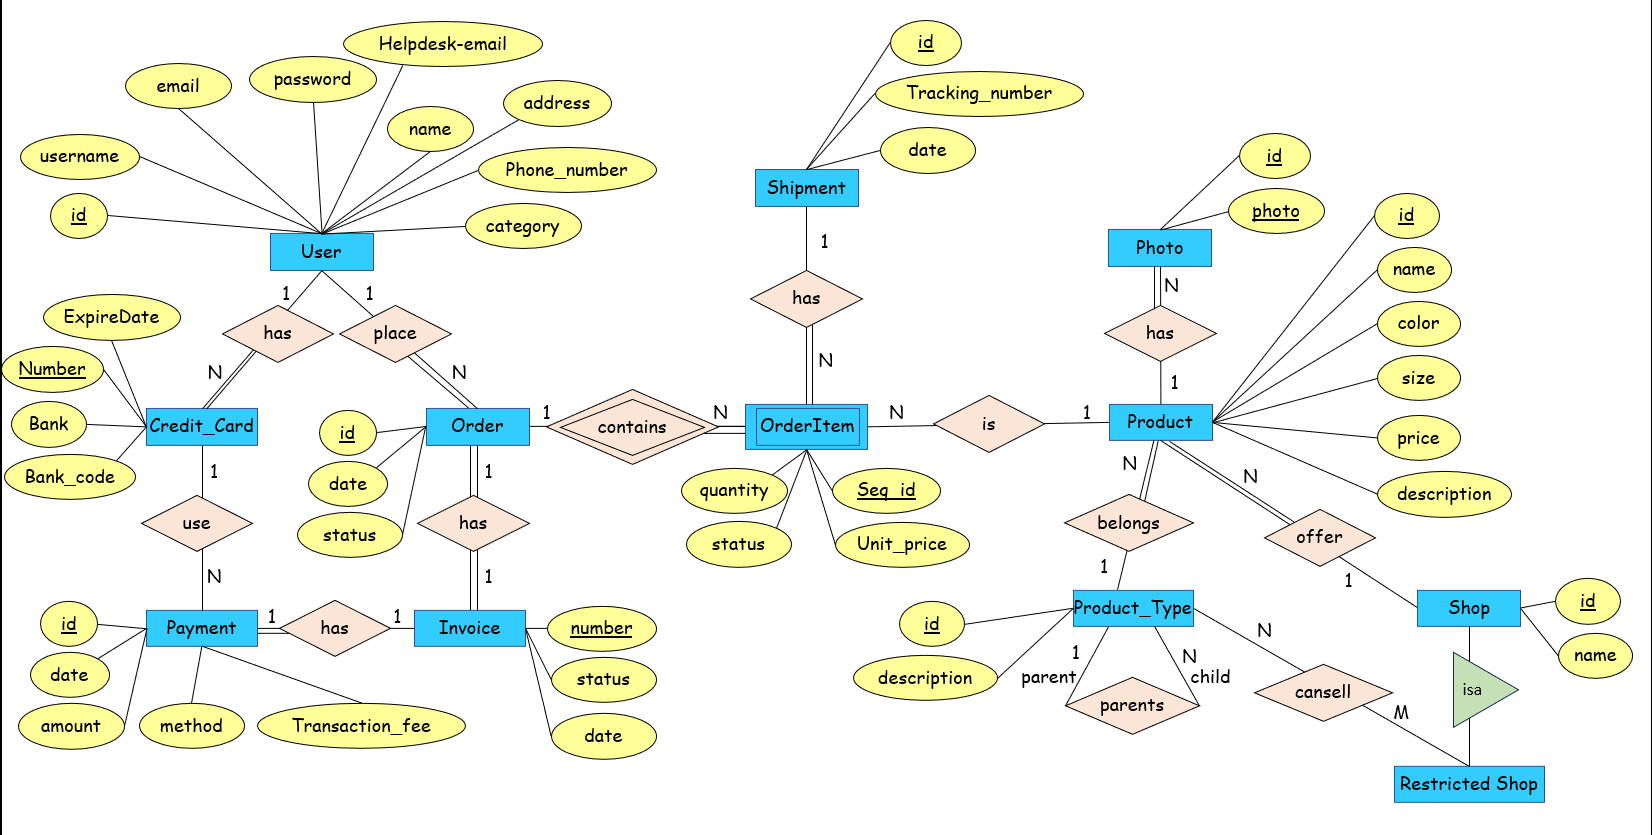 Helpdesk-email
id
password
email
Tracking_number
address
name
username
date
id
Phone_number
Shipment
photo
id
id
category
1
Photo
User
name
N
1
1
has
ExpireDate
color
has
place
has
N
Number
N
N
1
size
Bank
Credit_Card
id
Order
1
contains
N
OrderItem
N
is
1
Product
price
Bank_code
1
date
1
quantity
Seq_id
N
N
description
use
status
has
status
Unit_price
belongs
offer
N
1
1
1
id
Payment
1
has
1
Invoice
number
id
Product_Type
Shop
id
date
status
description
1
parent
N
child
N
name
amount
method
Transaction_fee
date
parents
cansell
M
isa
Restricted Shop